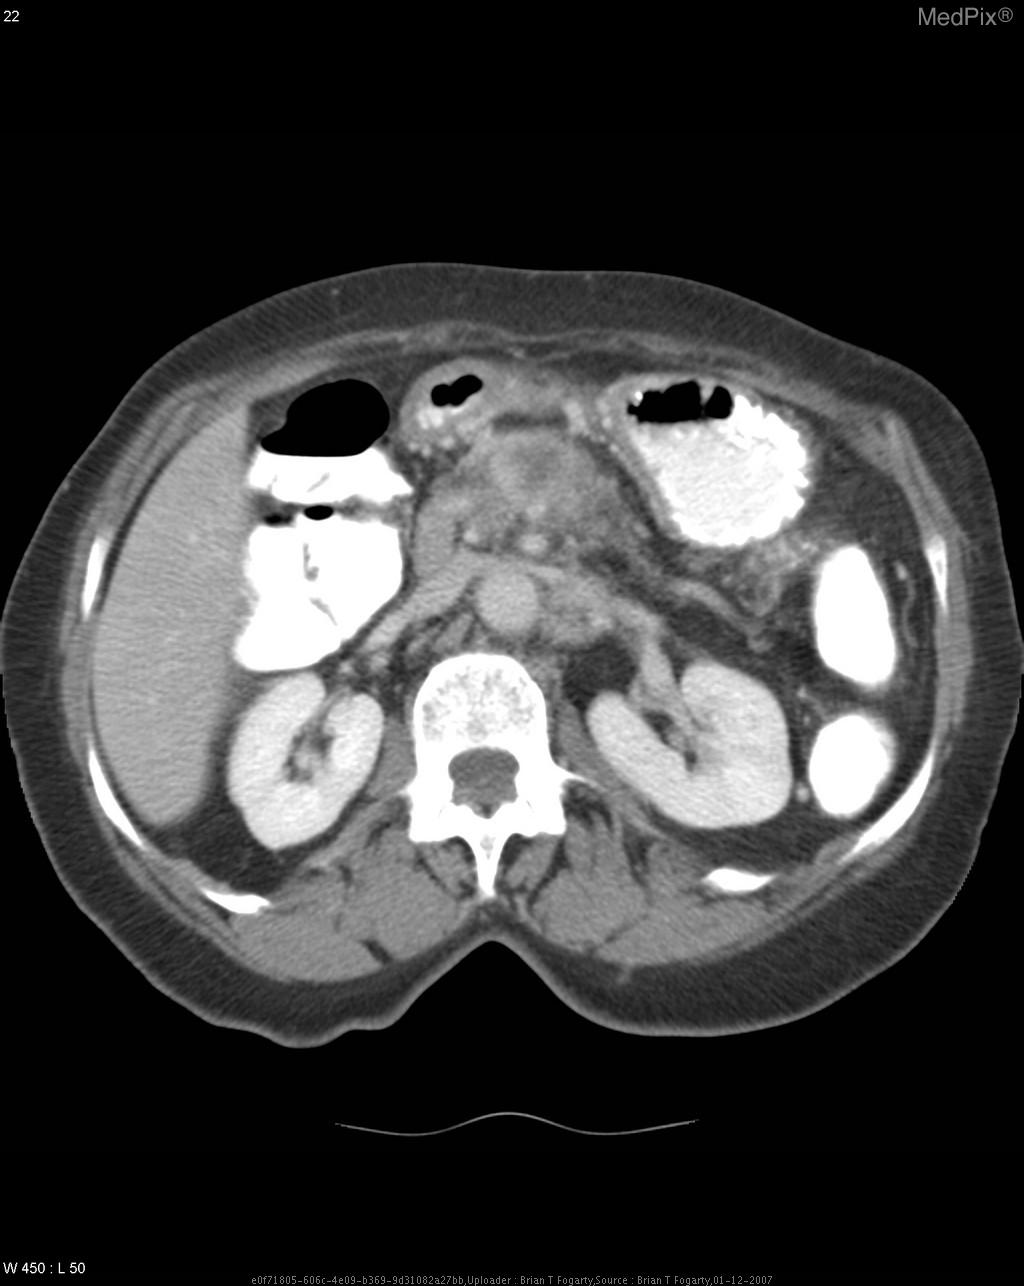 22
MedPix®
W 450 : L 50
e0f71805-606c-4e09-b369-9d31082a27bb,Uploader : Brian T Fogarty,Source : Brian T Fogarty,01-12-2007